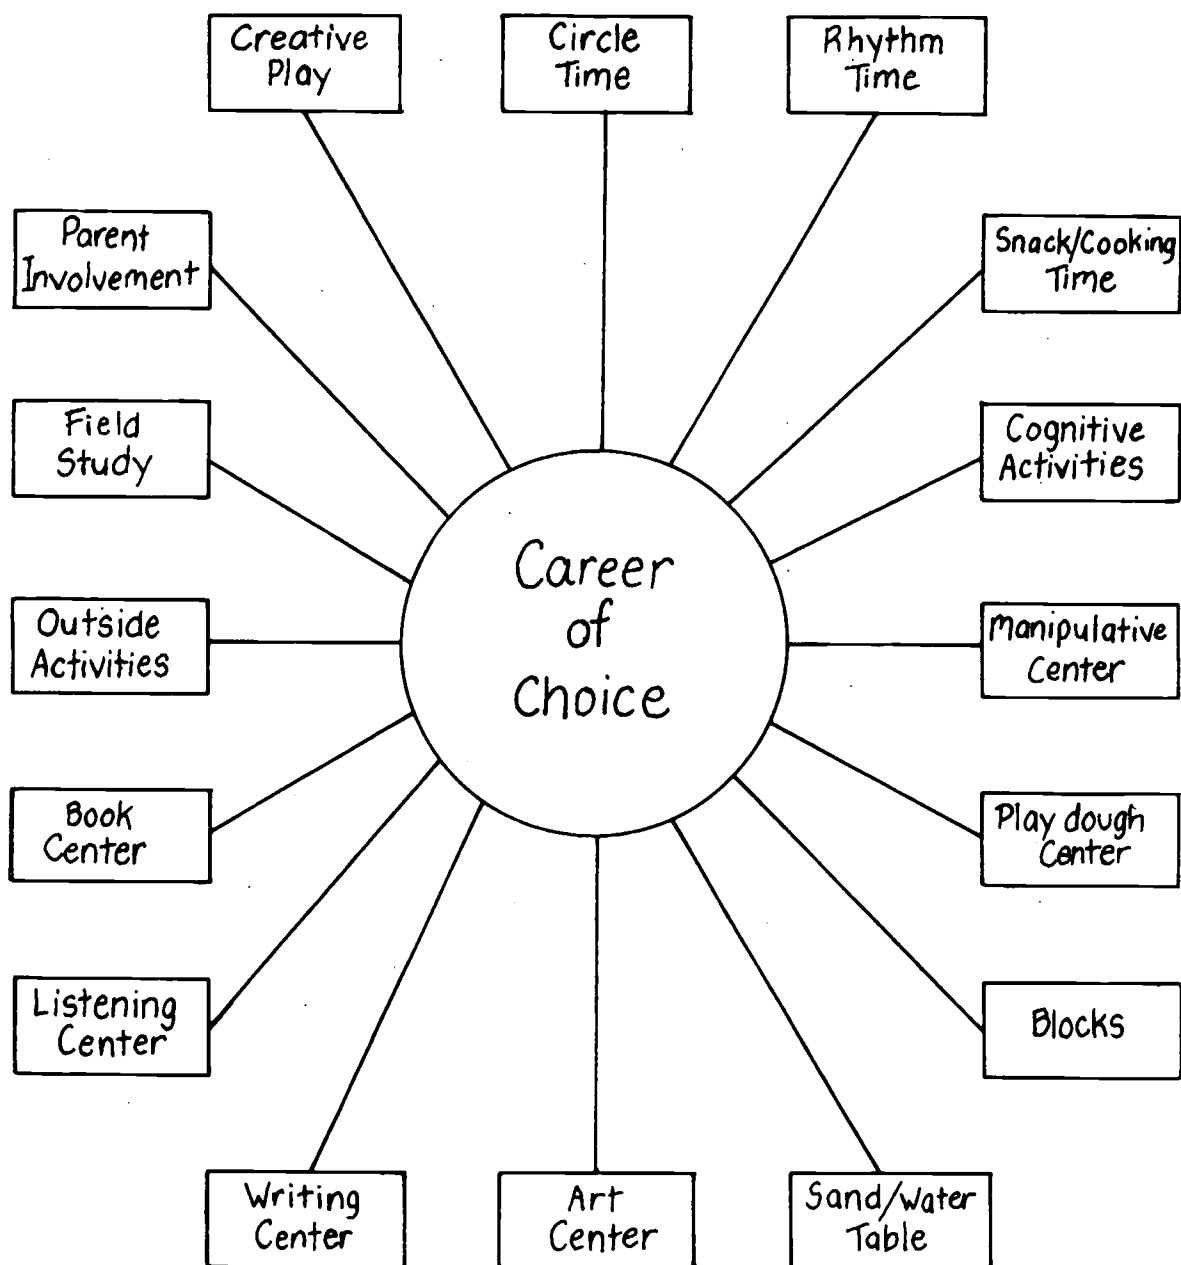 Creative
Play
Circle
Time
Rhythm
Time
Parent
Involvement
Snack/Cooking
Time
Field
Study
Cognitive
Activities
Career
of
Choice
Outside
Activities
Manipulative
Center
Book
Center
Play dough
Center
Listening
Center
Blocks
Writing
Center
Art
Center
Sand/Water
Table